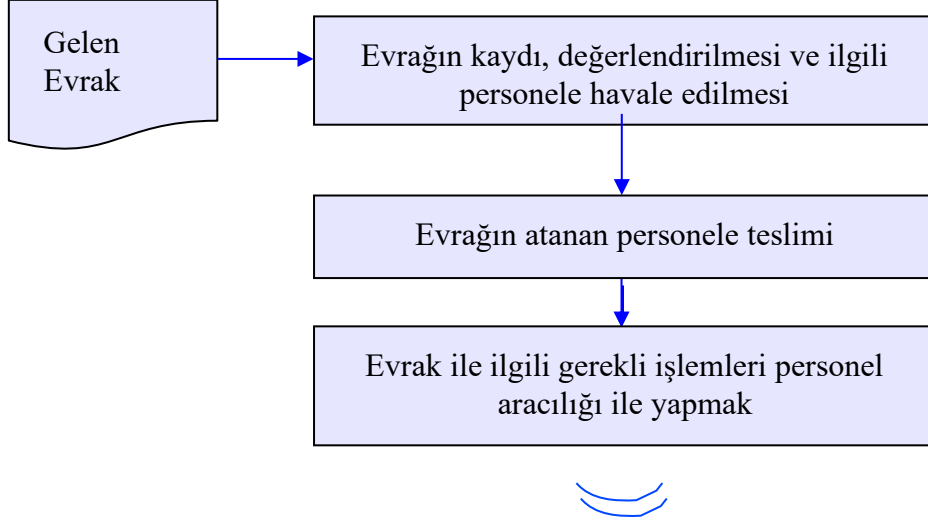 Gelen
Evrak
Evrağın kaydı, değerlendirilmesi ve ilgili
personele havale edilmesi
Evrağın atanan personele teslimi
Evrak ile ilgili gerekli işlemleri personel
aracılığı ile yapmak